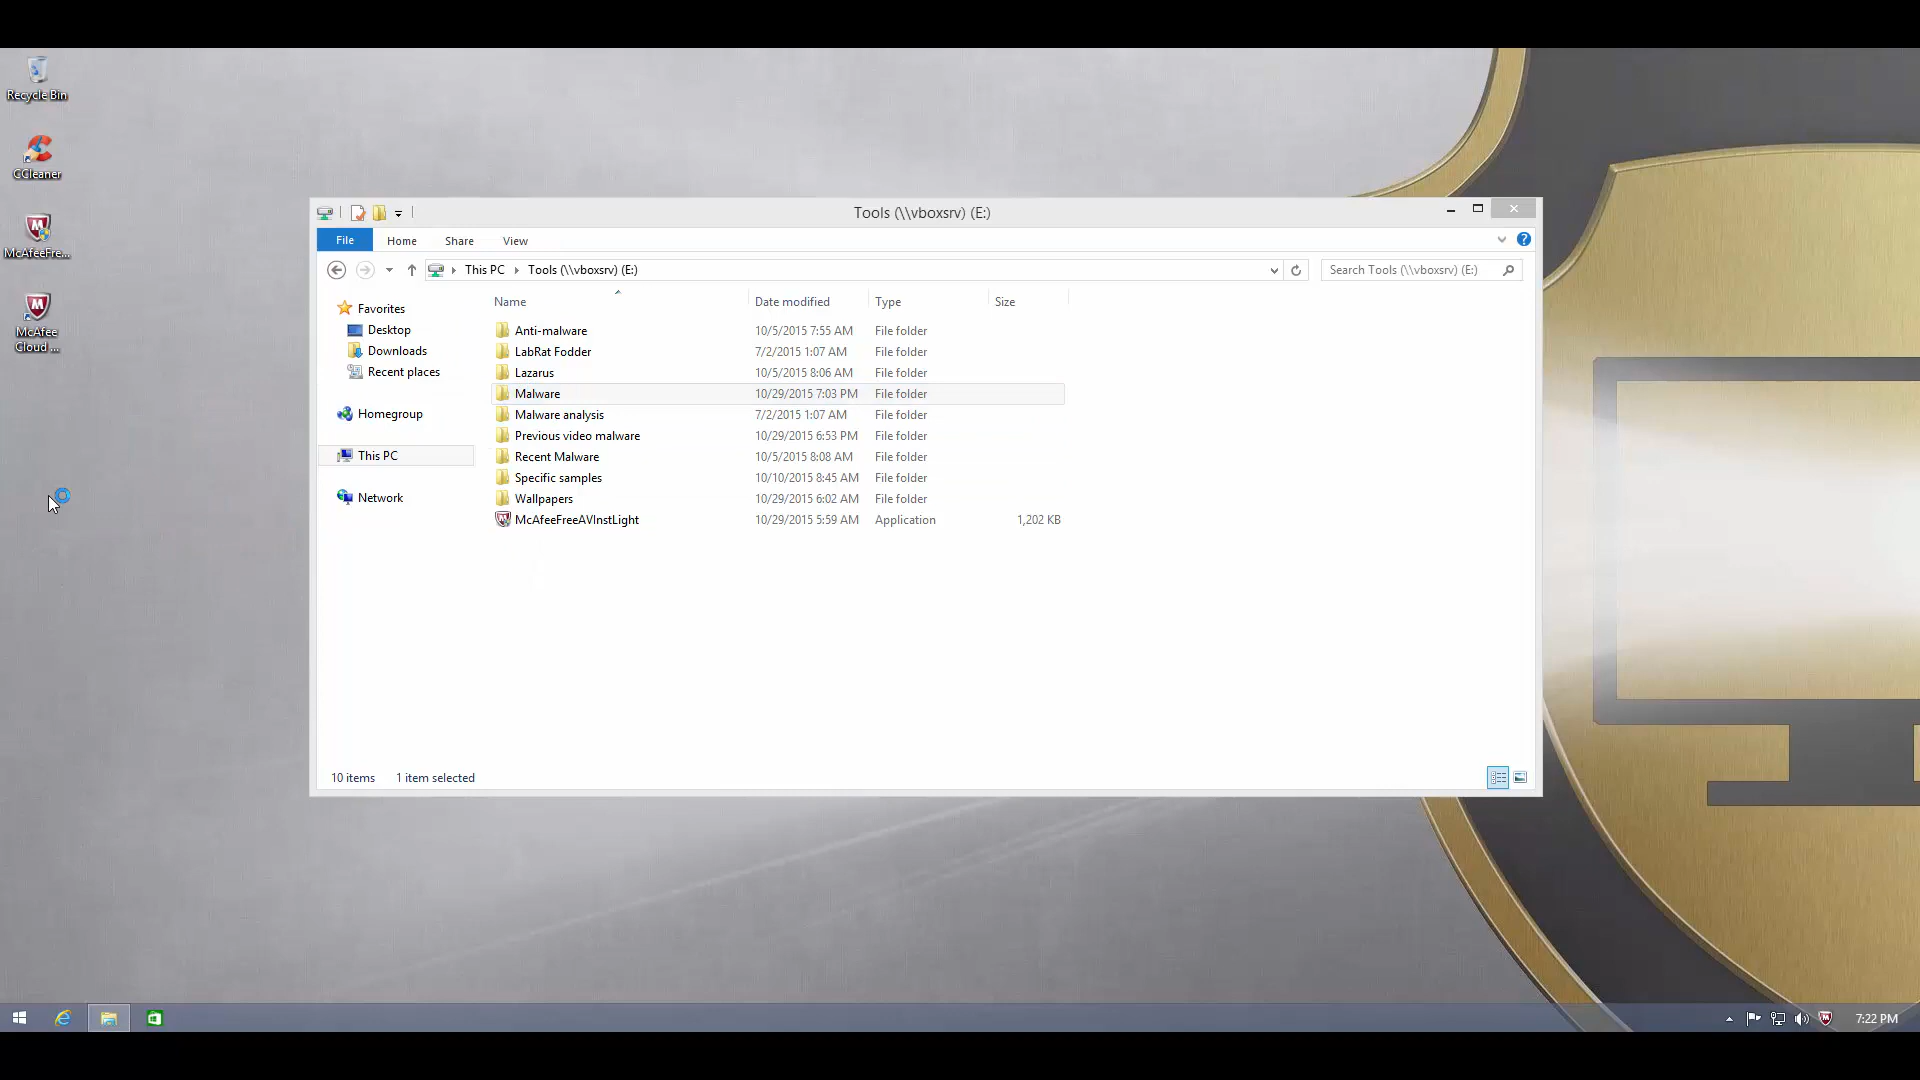 Recycle Bin
CCleaner
McAfeeFre...
McAfee
Cloud ...
Tools (\\vboxsrv) (E:)
File Home Share View
This PC Tools (\\vboxsrv) (E:)
Search Tools (\\vboxsrv) (E:)
Favorites
Desktop
Downloads
Recent places
Homegroup
This PC
Network
Name Date modified Type Size
Anti-malware 10/5/2015 7:55 AM File folder
LabRat Fodder 7/2/2015 1:07 AM File folder
Lazarus 10/5/2015 8:06 AM File folder
Malware 10/29/2015 7:03 PM File folder
Malware analysis 7/2/2015 1:07 AM File folder
Previous video malware 10/29/2015 6:53 PM File folder
Recent Malware 10/5/2015 8:08 AM File folder
Specific samples 10/10/2015 8:45 AM File folder
Wallpapers 10/29/2015 6:02 AM File folder
McAfeeFreeAVInstLight 10/29/2015 5:59 AM Application 1,202 KB
10 items 1 item selected
7:22 PM